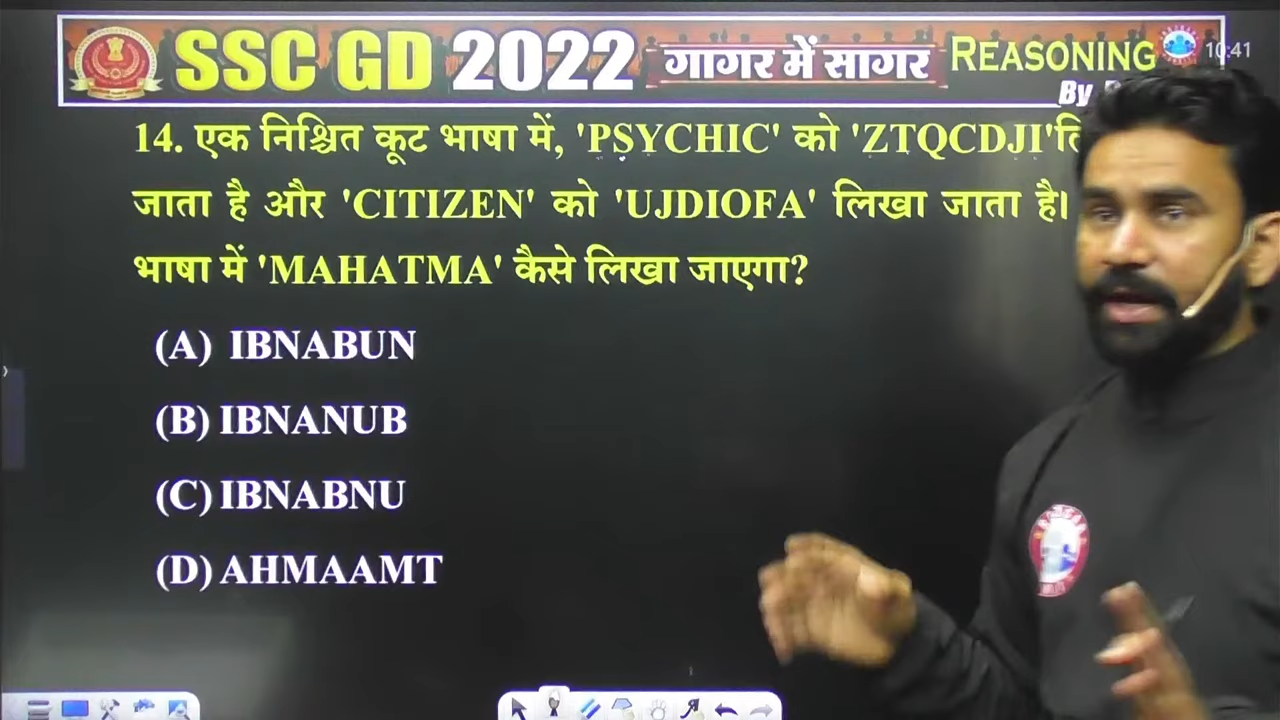 SSC GD 2022 गागर में सागर REASONING 10:41
By
14. एक निश्चित कूट भाषा में, 'PSYCHIC' को 'ZTQCDJI'
जाता है और 'CITIZEN' को 'UJDIOFA' लिखा जाता है।
भाषा में 'MAHATMA' कैसे लिखा जाएगा?
(A) IBNABUN
(B) IBNANUB
(C) IBNABNU
(D) AHMAAMT